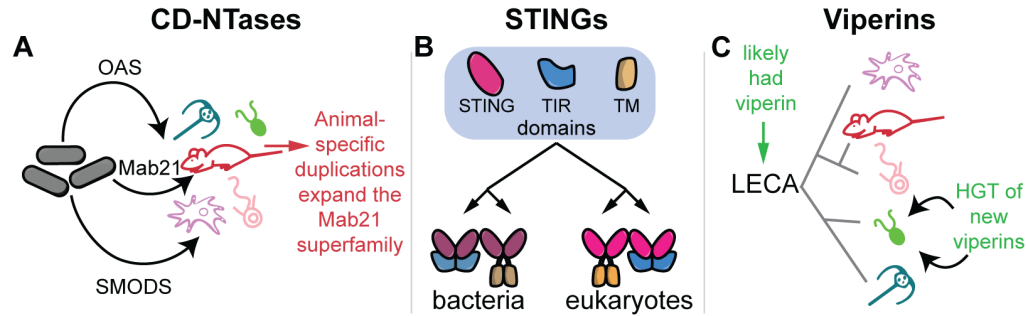 CD-NTases
STINGs
Viperins
A
OAS
Mab21
SMODS
Animal-
specific
duplications
expand the
Mab21
superfamily
B
STING
TIR
TM
domains
bacteria
eukaryotes
C
likely
had
viperin
LECA
HGT of
new
viperins